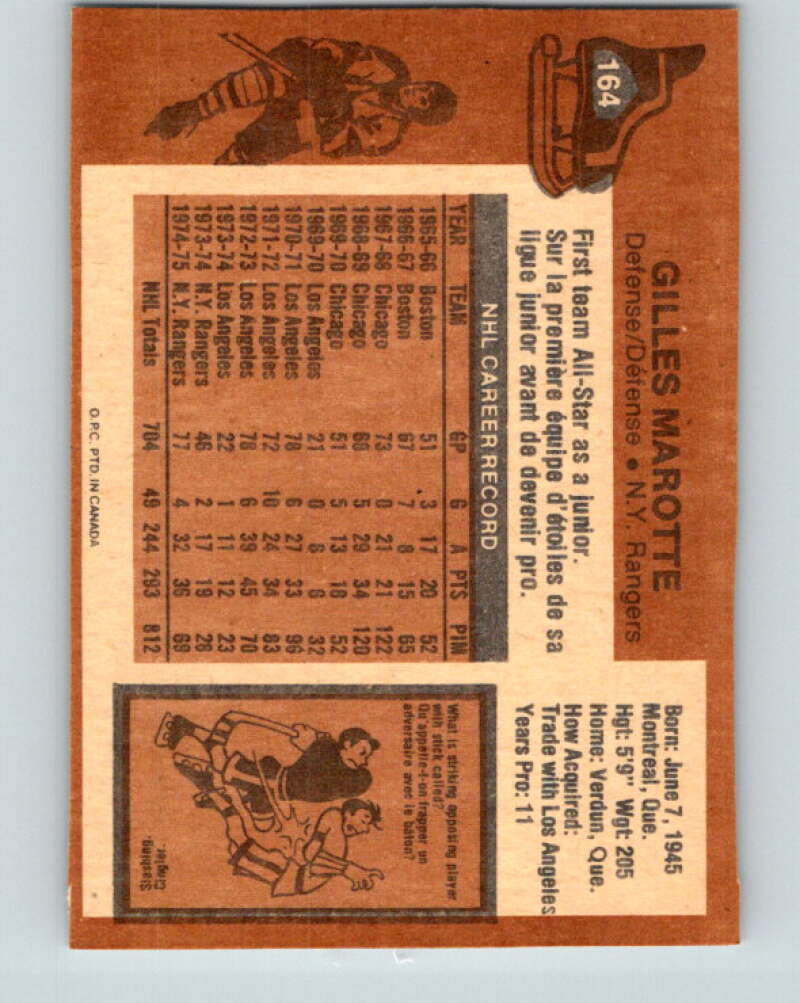 164
GILLES MAROTTE
Defense/Défense • N.Y. Rangers
First team All-Star as a junior.
Sur la première équipe d'étoiles de sa
ligue junior avant de devenir pro.
Born: June 7, 1945
Montreal, Que.
Hgt: 5'9" Wgt: 205
Home: Verdun, Que.
How Acquired:
Trade with Los Angeles
Years Pro: 11
NHL CAREER RECORD
YEAR TEAM GP G A PTS PIM
1965-66 Boston 51 3 17 20 52
1966-67 Boston 67 7 8 15 65
1967-68 Chicago 73 0 21 21 122
1968-69 Chicago 68 5 29 34 120
1969-70 Chicago 51 5 13 18 52
1969-70 Los Angeles 21 0 6 6 32
1970-71 Los Angeles 78 6 27 33 96
1971-72 Los Angeles 72 10 24 34 83
1972-73 Los Angeles 78 6 39 45 70
1973-74 Los Angeles 22 1 11 12 23
1973-74 N.Y. Rangers 46 2 17 19 28
1974-75 N.Y. Rangers 77 4 32 36 69
NHL Totals 704 49 244 293 812
What is striking opposing player
with stick called?
Qu'appelle-t-on frapper un
adversaire avec le bâton?
Slashing.
Cingler.
O.P.C. PTD. IN CANADA